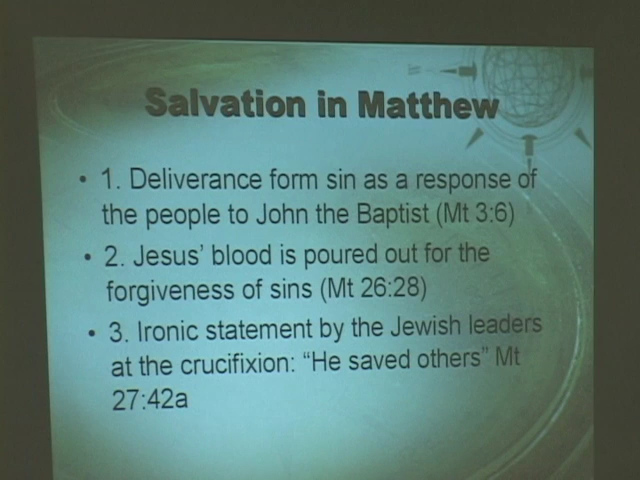 Salvation in Matthew
• 1. Deliverance form sin as a response of
the people to John the Baptist (Mt 3:6)
• 2. Jesus' blood is poured out for the
forgiveness of sins (Mt 26:28)
• 3. Ironic statement by the Jewish leaders
at the crucifixion: “He saved others” Mt
27:42a